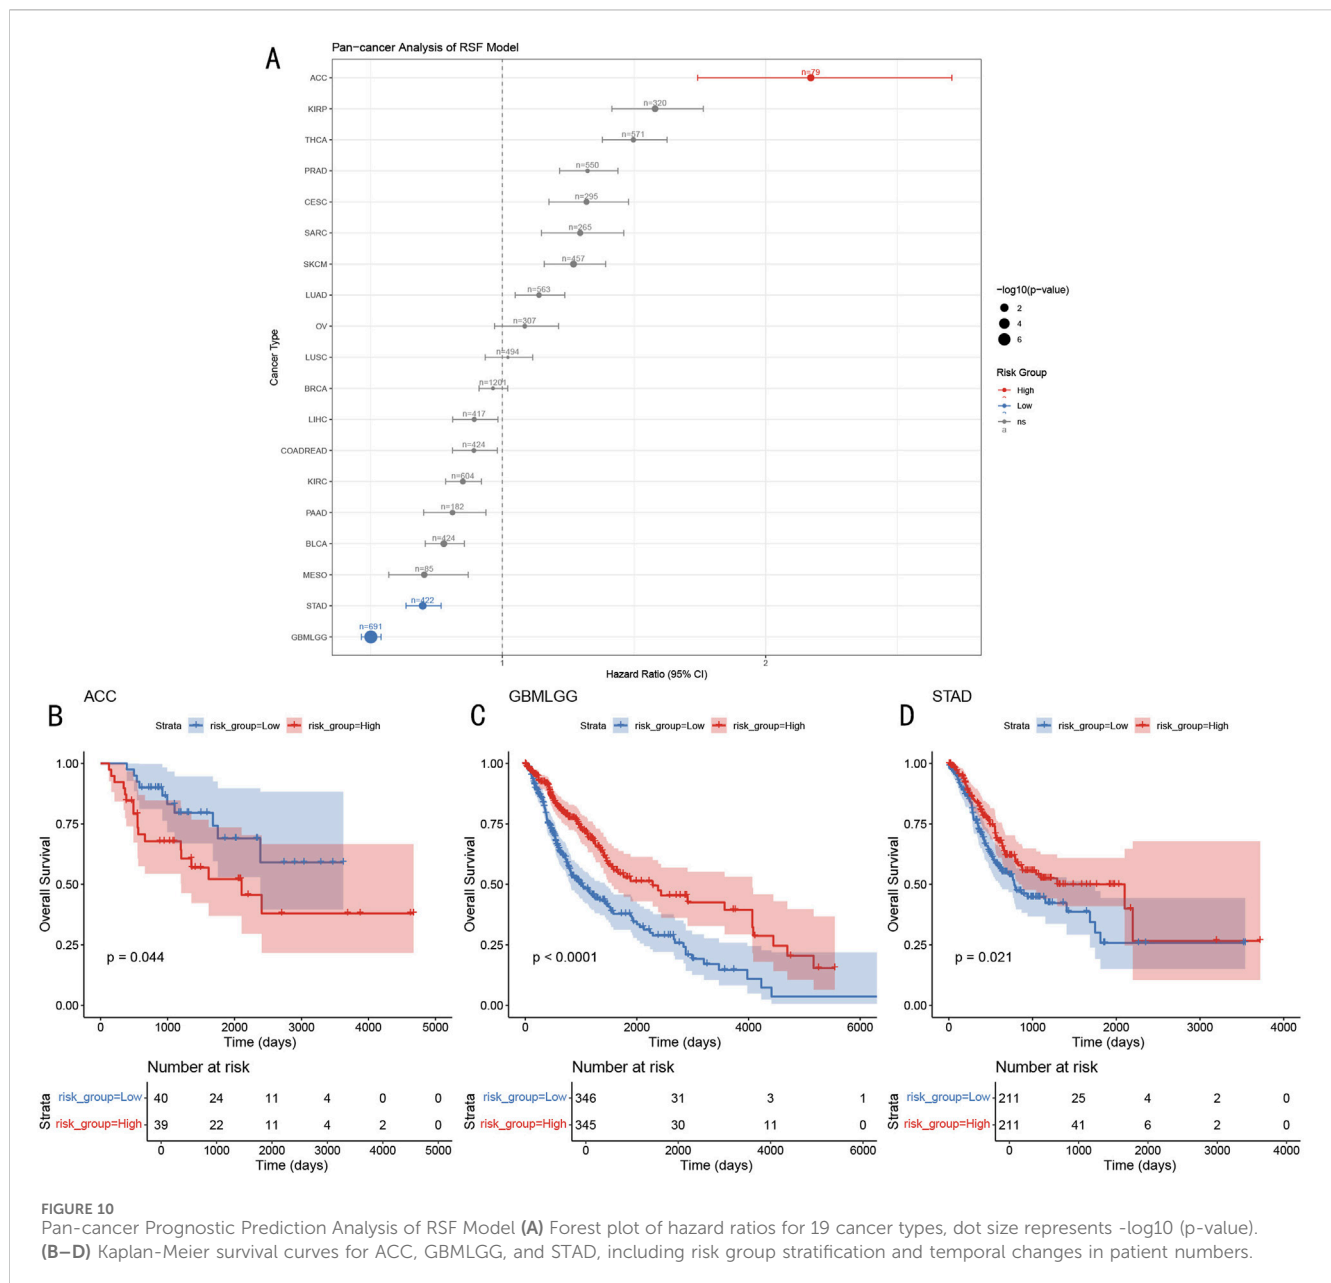 A
Pan-cancer Analysis of RSF Model
Cancer Type
ACC
n=79
KIRP
n=320
THCA
n=571
PRAD
n=550
CESC
n=295
SARC
n=265
SKCM
n=457
LUAD
n=563
OV
n=307
LUSC
n=494
BRCA
n=1201
LIHC
n=417
COADREAD
n=424
KIRC
n=604
PAAD
n=182
BLCA
n=424
MESO
n=85
STAD
n=422
GBMLGG
n=691
1 2
Hazard Ratio (95% CI)
-log10(p-value)
2
4
6
Risk Group
High
Low
ns
a
B
ACC
Strata risk_group=Low risk_group=High
Overall Survival
1.00
0.75
0.50
0.25
0.00
p = 0.044
0 1000 2000 3000 4000 5000
Time (days)
Number at risk
Strata
risk_group=Low 40 24 11 4 0 0
risk_group=High 39 22 11 4 2 0
0 1000 2000 3000 4000 5000
Time (days)
C
GBMLGG
Strata risk_group=Low risk_group=High
Overall Survival
1.00
0.75
0.50
0.25
0.00
p < 0.0001
0 2000 4000 6000
Time (days)
Number at risk
Strata
risk_group=Low 346 31 3 1
risk_group=High 345 30 11 0
0 2000 4000 6000
Time (days)
D
STAD
Strata risk_group=Low risk_group=High
Overall Survival
1.00
0.75
0.50
0.25
0.00
p = 0.021
0 1000 2000 3000 4000
Time (days)
Number at risk
Strata
risk_group=Low 211 25 4 2 0
risk_group=High 211 41 6 2 0
0 1000 2000 3000 4000
Time (days)
FIGURE 10
Pan-cancer Prognostic Prediction Analysis of RSF Model (A) Forest plot of hazard ratios for 19 cancer types, dot size represents -log10 (p-value).
(B–D) Kaplan-Meier survival curves for ACC, GBMLGG, and STAD, including risk group stratification and temporal changes in patient numbers.